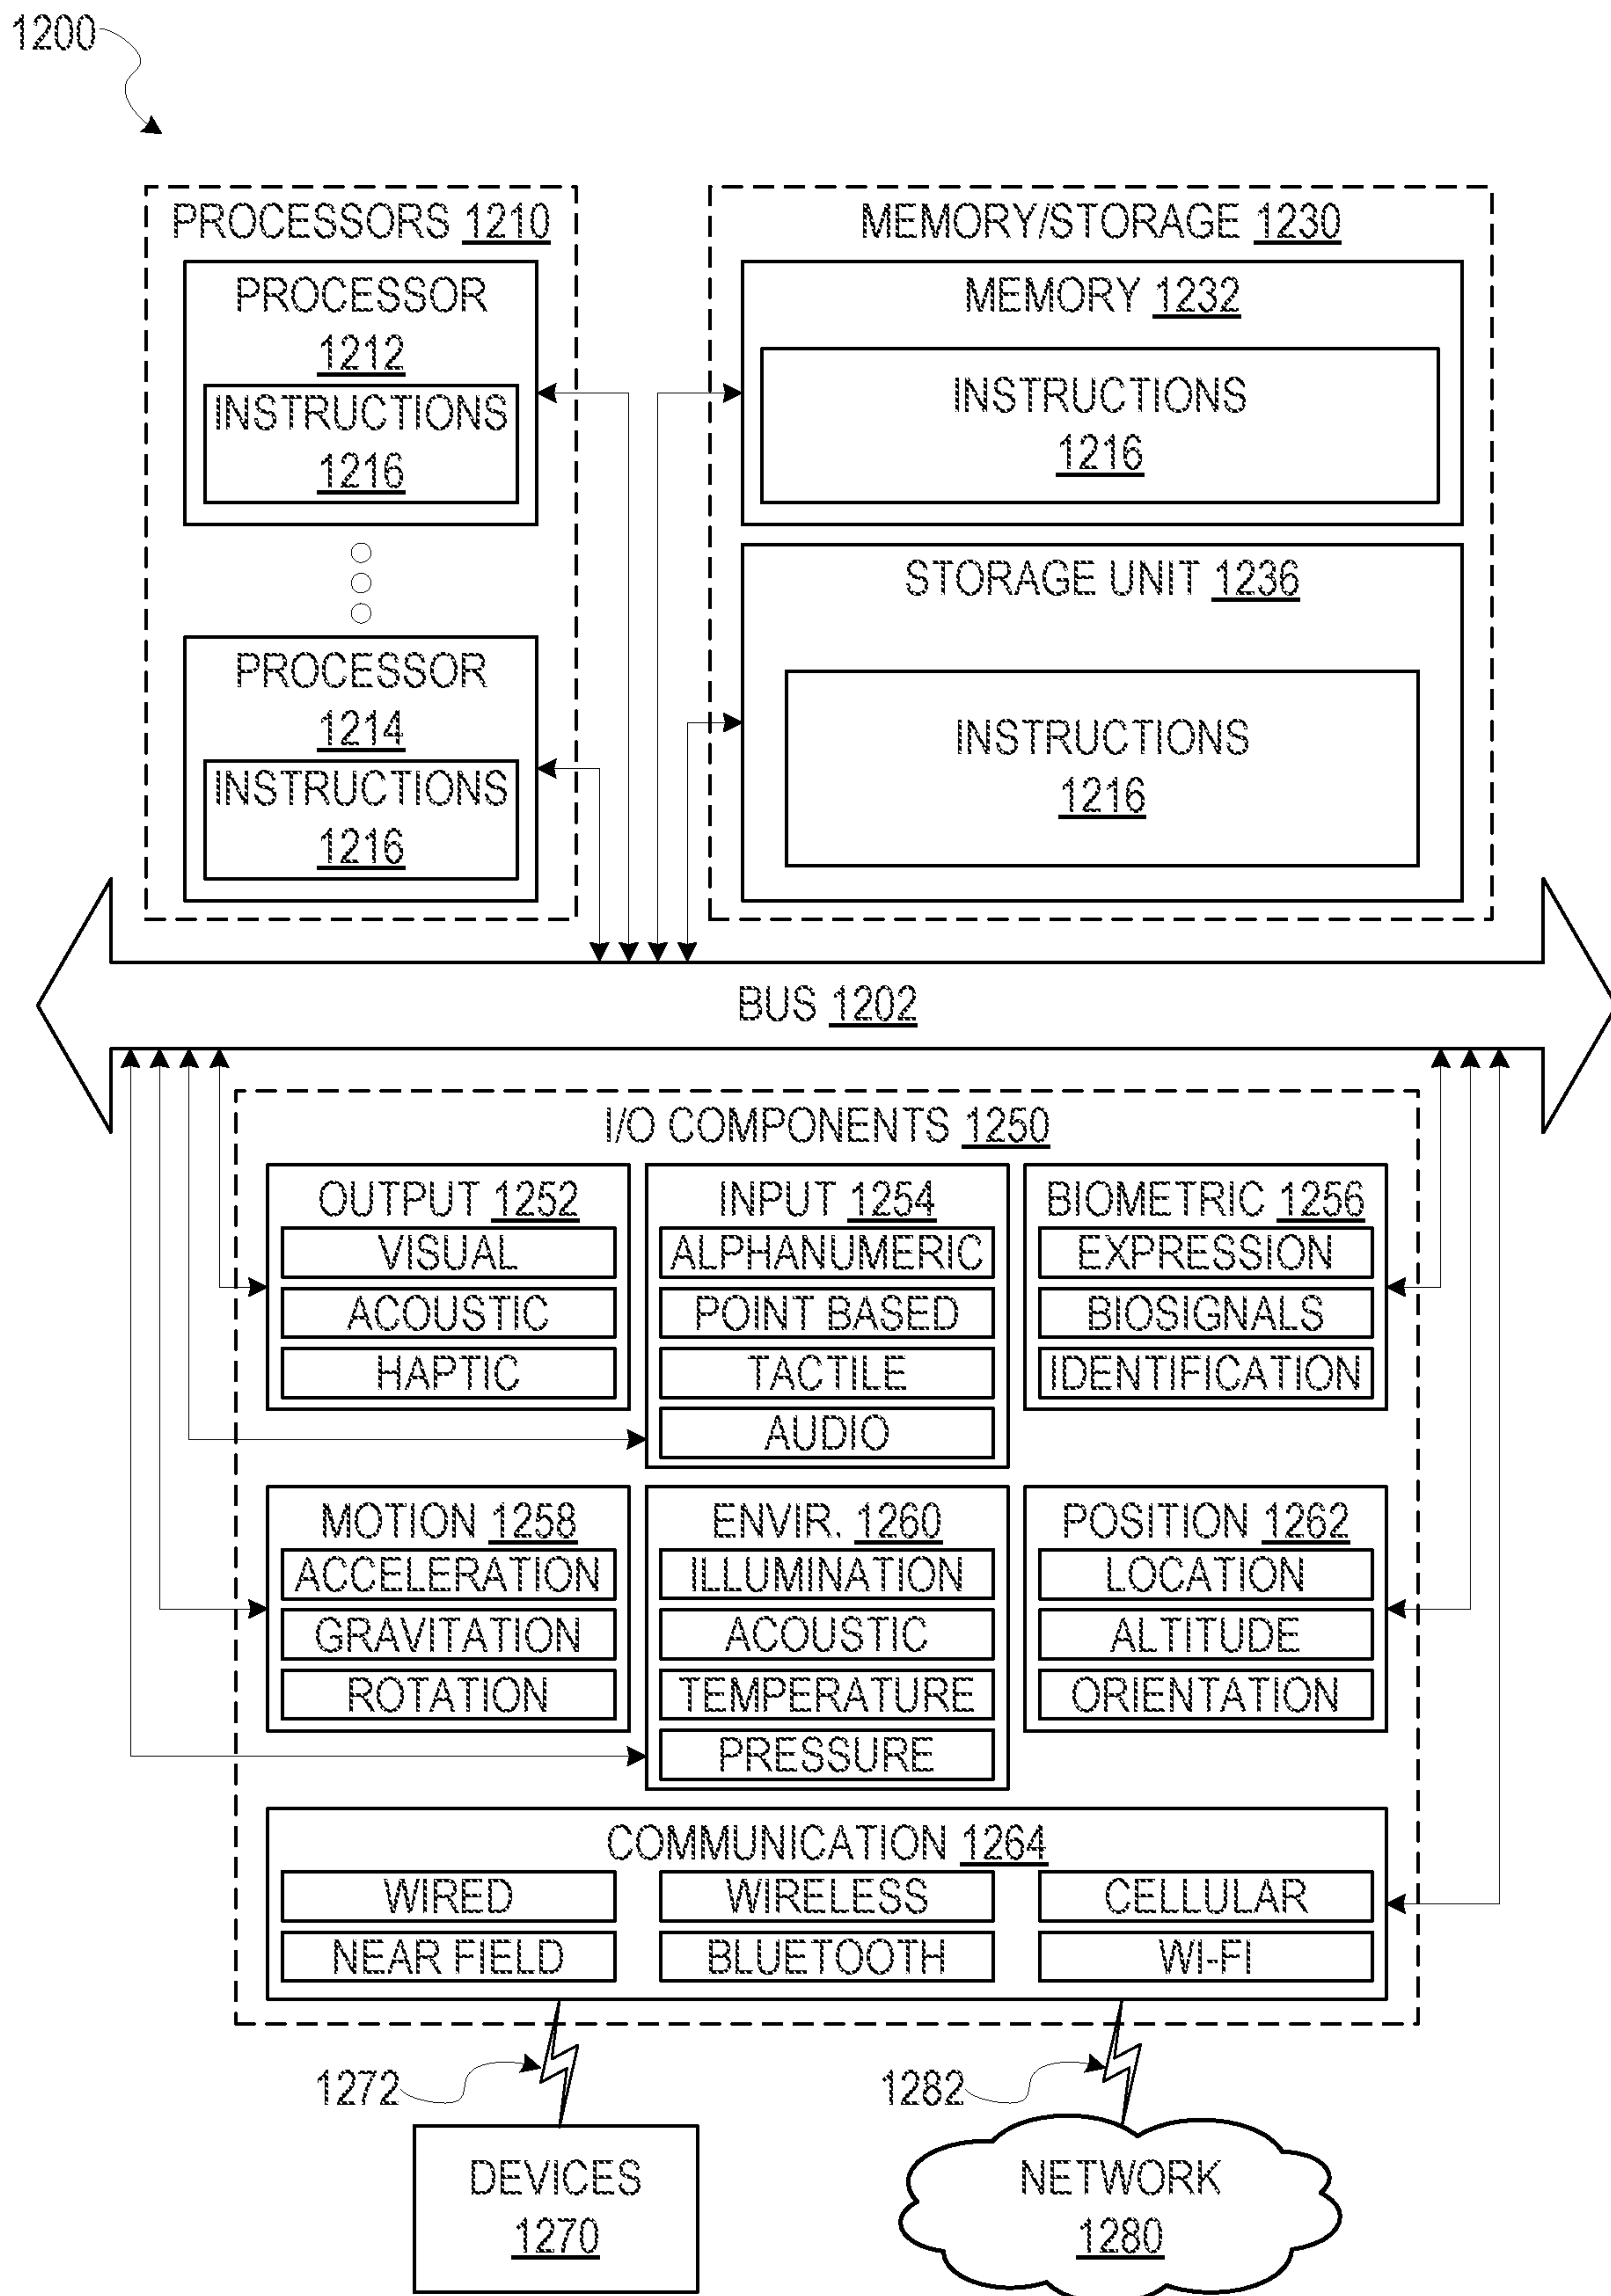 1200
PROCESSORS 1210
PROCESSOR
1212
INSTRUCTIONS
1216
PROCESSOR
1214
INSTRUCTIONS
1216
MEMORY/STORAGE 1230
MEMORY 1232
INSTRUCTIONS
1216
STORAGE UNIT 1236
INSTRUCTIONS
1216
BUS 1202
I/O COMPONENTS 1250
OUTPUT 1252
VISUAL
ACOUSTIC
HAPTIC
INPUT 1254
ALPHANUMERIC
POINT BASED
TACTILE
AUDIO
BIOMETRIC 1256
EXPRESSION
BIOSIGNALS
IDENTIFICATION
MOTION 1258
ACCELERATION
GRAVITATION
ROTATION
ENVIR. 1260
ILLUMINATION
ACOUSTIC
TEMPERATURE
PRESSURE
POSITION 1262
LOCATION
ALTITUDE
ORIENTATION
COMMUNICATION 1264
WIRED
WIRELESS
CELLULAR
NEAR FIELD
BLUETOOTH
WI-FI
1272
1282
DEVICES
1270
NETWORK
1280